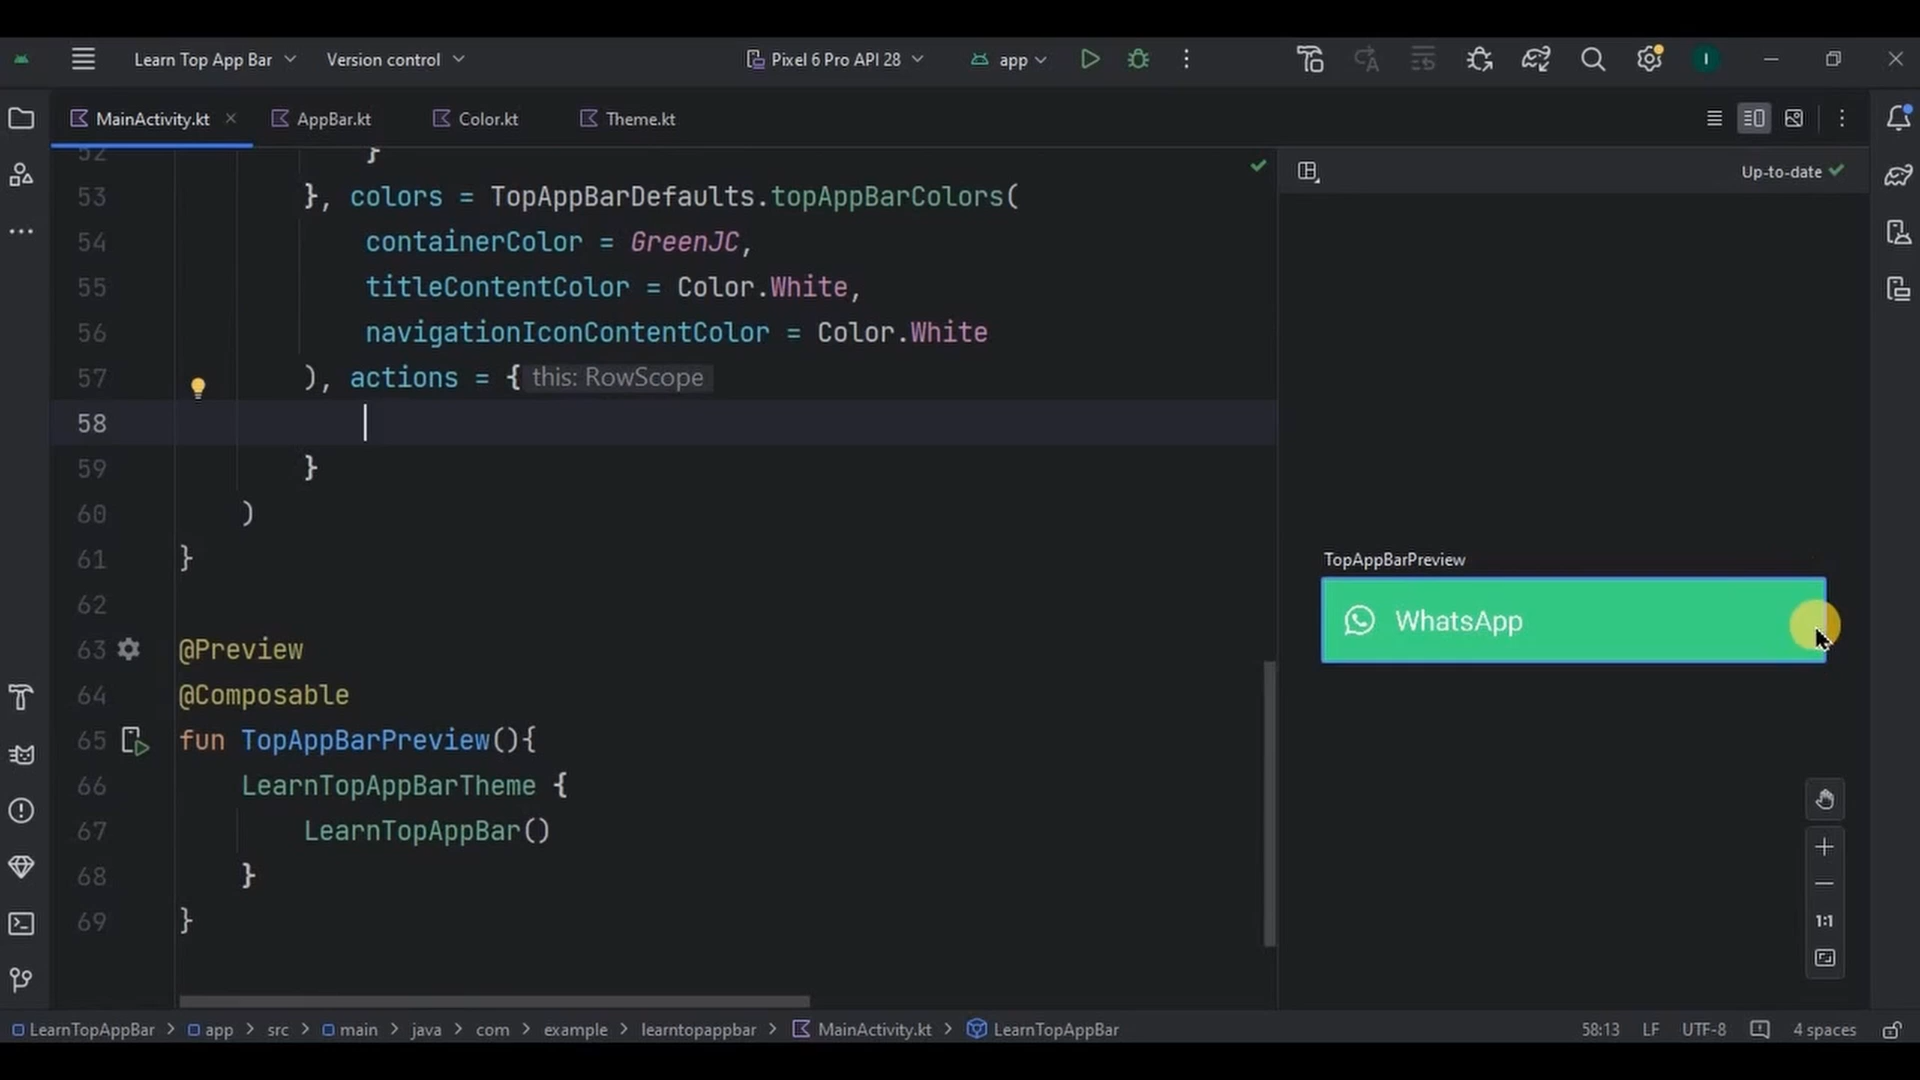 Learn Top App Bar Version control Pixel 6 Pro API 28 app I
MainActivity.kt AppBar.kt Color.kt Theme.kt
Up-to-date
52 }
53 }, colors = TopAppBarDefaults.topAppBarColors(
54 containerColor = GreenJC,
55 titleContentColor = Color.White,
56 navigationIconContentColor = Color.White
57 ), actions = { this: RowScope
58
59 }
60 )
61 }
62
63 @Preview
64 @Composable
65 fun TopAppBarPreview(){
66 LearnTopAppBarTheme {
67 LearnTopAppBar()
68 }
69 }
TopAppBarPreview
WhatsApp
1:1
LearnTopAppBar > app > src > main > java > com > example > learntopappbar > MainActivity.kt > LearnTopAppBar 58:13 LF UTF-8 4 spaces